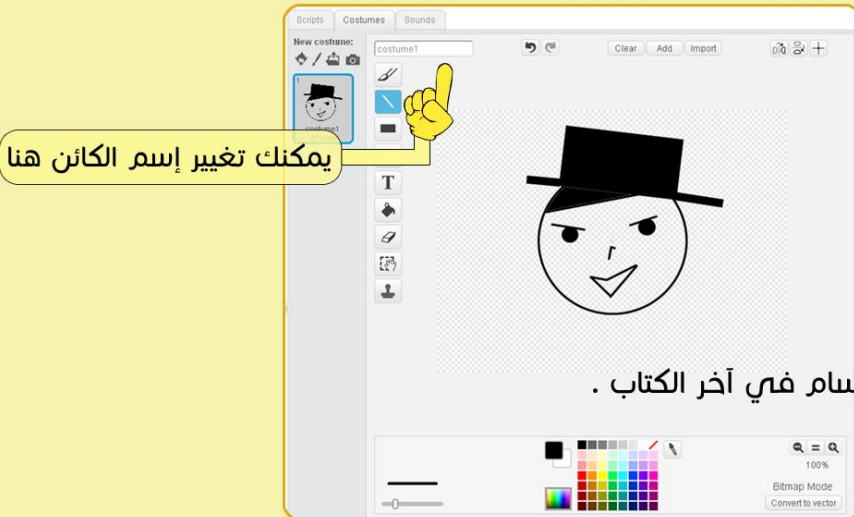 Scripts Costumes Sounds
New costume:
costume1
Clear Add Import
1
costume1
يمكنك تغيير إسم الكائن هنا
T
في آخر الكتاب .
100%
Bitmap Mode
Convert to vector